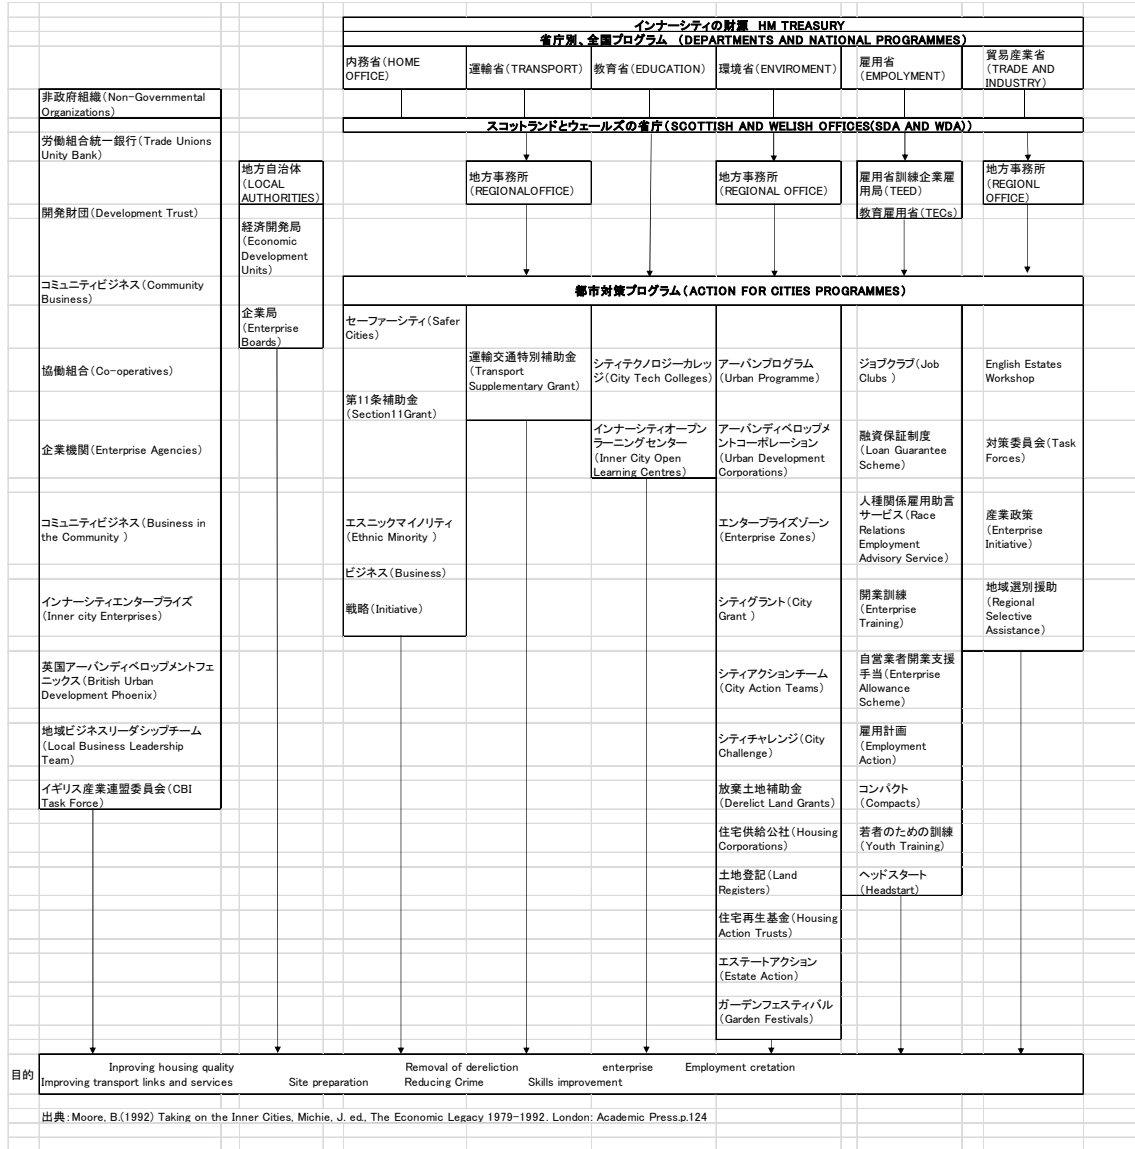 インナーシティの財源 HM TREASURY
省庁別、全国プログラム （DEPARTMENTS AND NATIONAL PROGRAMMES）
内務省（HOME
OFFICE）
運輸省（TRANSPORT）
教育省（EDUCATION）
環境省（ENVIROMENT）
雇用省
（EMPOLYMENT）
貿易産業省
（TRADE AND
INDUSTRY）
スコットランドとウェールズの省庁（SCOTTISH AND WELISH OFFICES(SDA AND WDA)）
非政府組織（Non-Governmental
Organizations）
労働組合統一銀行（Trade Unions
Unity Bank）
開発財団（Development Trust）
コミュニティビジネス（Community
Business）
協働組合（Co-operatives）
企業機関（Enterprise Agencies）
コミュニティビジネス（Business in
the Community ）
インナーシティエンタープライズ
（Inner city Enterprises）
英国アーバンディベロップメントフェ
ニックス（British Urban
Development Phoenix）
地域ビジネスリーダシップチーム
（Local Business Leadership
Team）
イギリス産業連盟委員会（CBI
Task Force）
地方自治体
（LOCAL
AUTHORITIES）
経済開発局
（Economic
Development
Units）
企業局
（Enterprise
Boards）
地方事務所
（REGIONALOFFICE）
地方事務所
（REGIONAL OFFICE）
雇用省訓練企業雇
用局（TEED）
教育雇用省（TECs）
地方事務所
（REGIONL
OFFICE）
都市対策プログラム（ACTION FOR CITIES PROGRAMMES）
セーファーシティ（Safer
Cities）
第11条補助金
（Section11Grant）
エスニックマイノリティ
（Ethnic Minority ）
ビジネス（Business）
戦略（Initiative）
運輸交通特別補助金
（Transport
Supplementary Grant）
シティテクノロジーカレッ
ジ（City Tech Colleges）
インナーシティオープン
ラーニングセンター
（Inner City Open
Learning Centres）
アーバンプログラム
（Urban Programme）
アーバンディベロップメ
ントコーポレーション
（Urban Development
Corporations）
エンタープライズゾーン
（Enterprise Zones）
シティグラント（City
Grant ）
シティアクションチーム
（City Action Teams）
シティチャレンジ（City
Challenge）
放棄土地補助金
（Derelict Land Grants）
住宅供給公社（Housing
Corporations）
土地登記（Land
Registers）
住宅再生基金（Housing
Action Trusts）
エステートアクション
（Estate Action）
ガーデンフェスティバル
（Garden Festivals）
ジョブクラブ（Job
Clubs ）
融資保証制度
（Loan Guarantee
Scheme）
人種関係雇用助言
サービス（Race
Relations
Employment
Advisory Service）
開業訓練
（Enterprise
Training）
自営業者開業支援
手当（Enterprise
Allowance
Scheme）
雇用計画
（Employment
Action）
コンパクト
（Compacts）
若者のための訓練
（Youth Training）
ヘッドスタート
（Headstart）
English Estates
Workshop
対策委員会（Task
Forces）
産業政策
（Enterprise
Initiative）
地域選別援助
（Regional
Selective
Assistance）
目的
Inproving housing quality Removal of dereliction enterprise Employment cretation
Improving transport links and services Site preparation Reducing Crime Skills improvement
出典：Moore, B.(1992) Taking on the Inner Cities, Michie, J. ed., The Economic Legacy 1979-1992. London: Academic Press.p.124